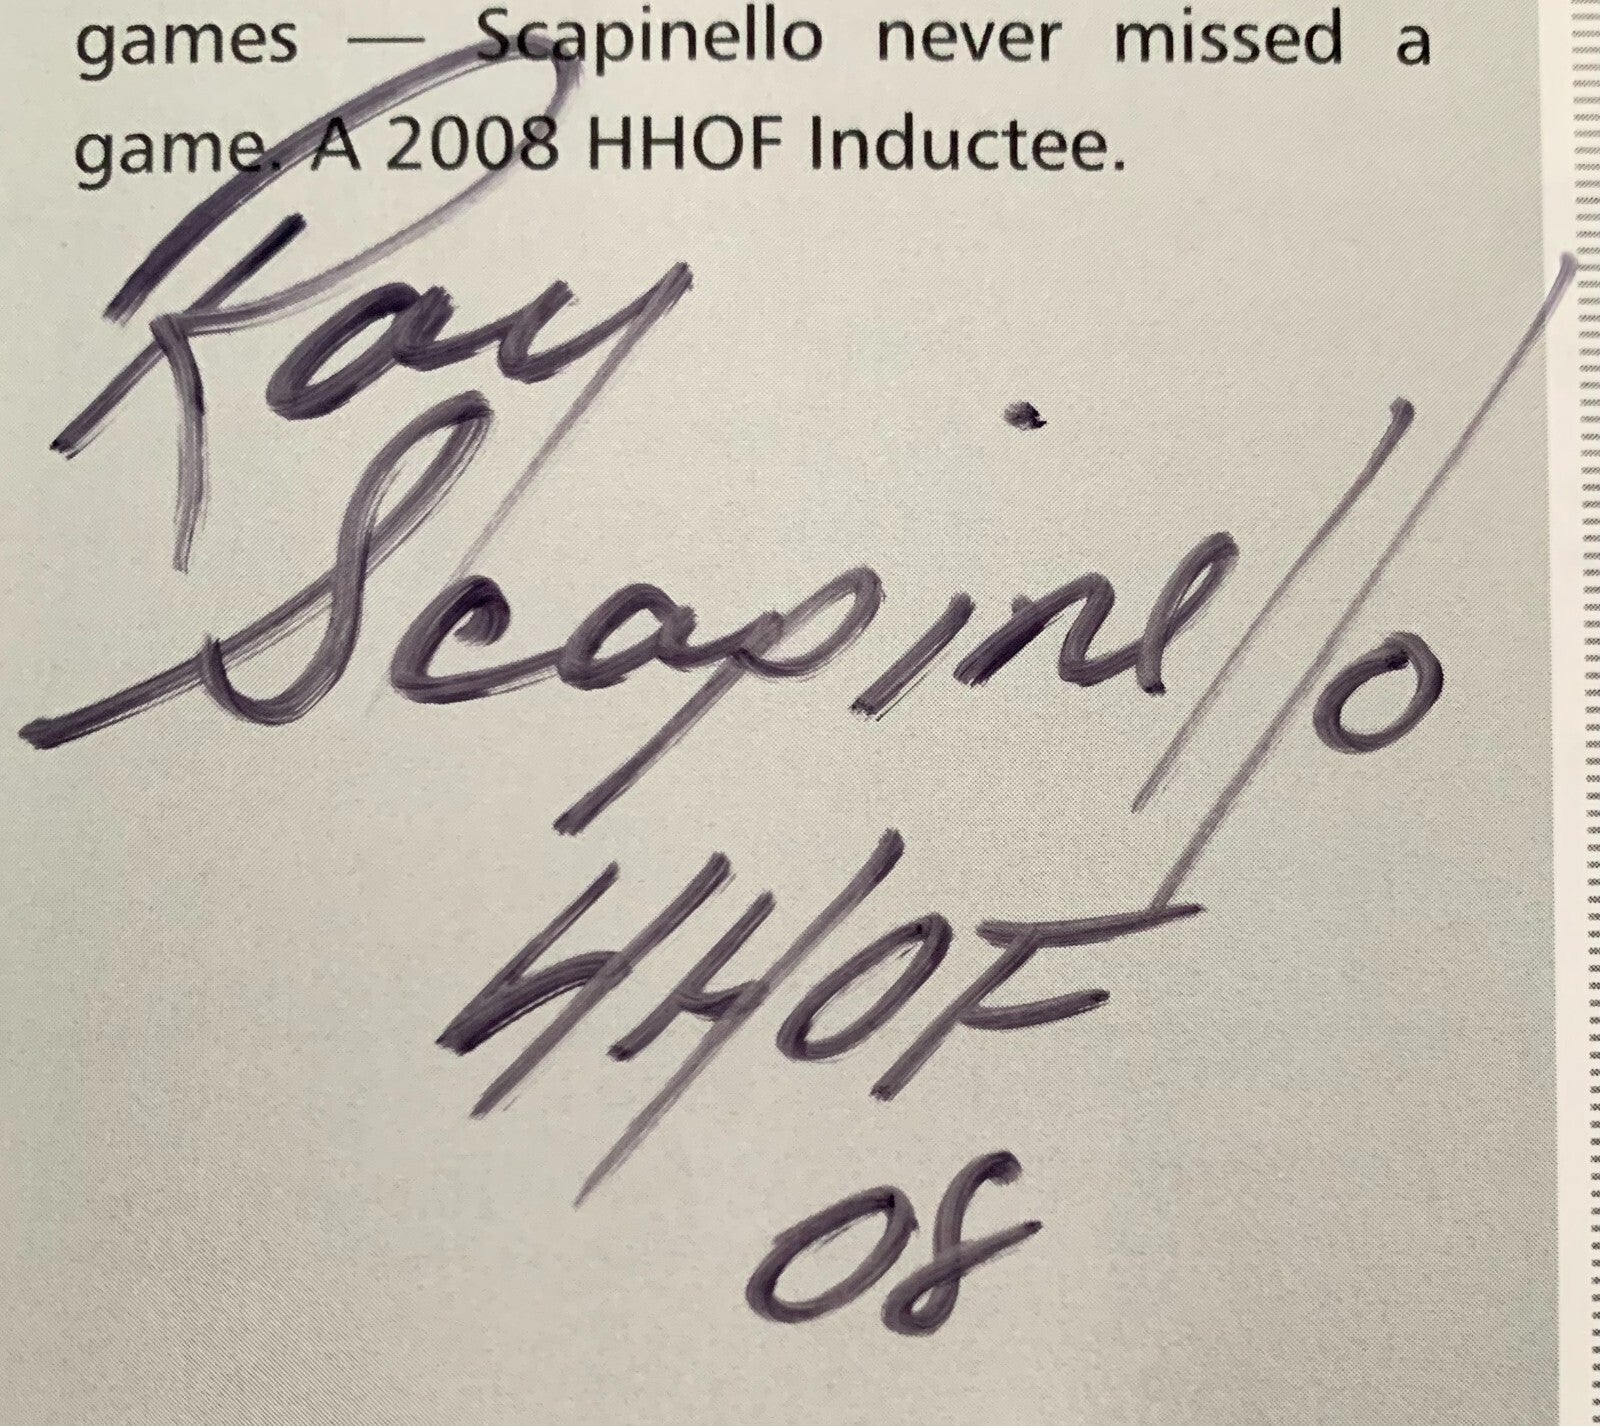 games — Scapinello never missed a
game. A 2008 HHOF Inductee.
Ray
Scapinello
HHOF
08